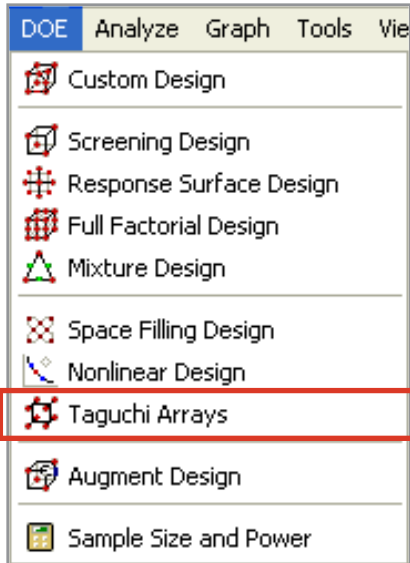 DOE Analyze Graph Tools Vie
Custom Design
Screening Design
Response Surface Design
Full Factorial Design
Mixture Design
Space Filling Design
Nonlinear Design
Taguchi Arrays
Augment Design
Sample Size and Power